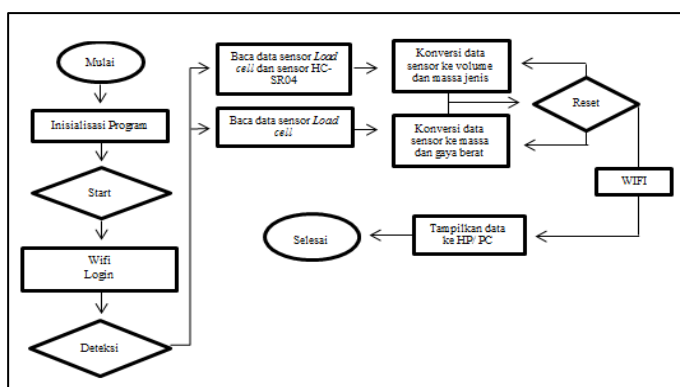 Mulai
Inisialisasi Program
Start
Wifi
Login
Deteksi
Baca data sensor Load
cell dan sensor HC-
SR04
Baca data sensor Load
cell
Konversi data
sensor ke volume
dan massa jenis
Konversi data
sensor ke massa
dan gaya berat
Reset
WIFI
Tampilkan data
ke HP/ PC
Selesai